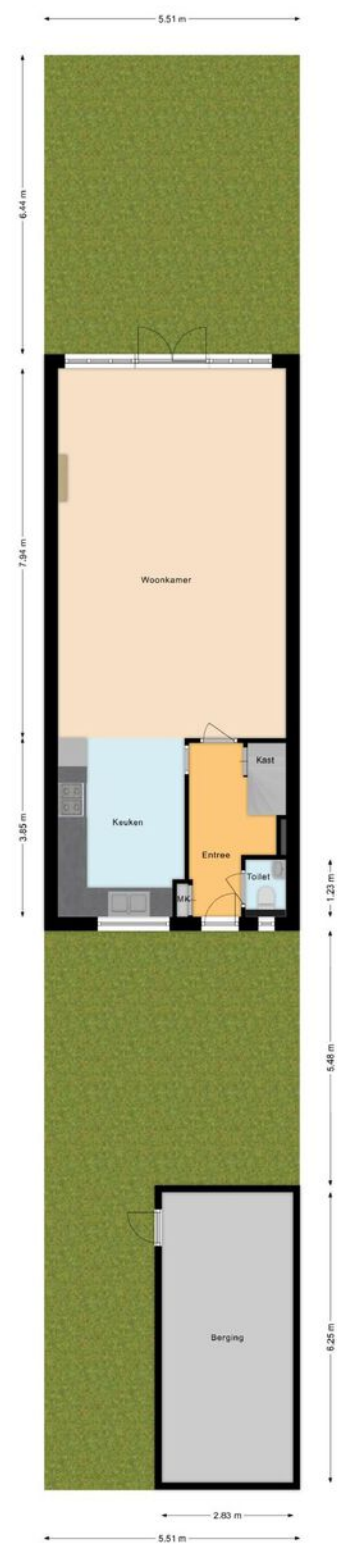 5.51 m
6.44 m
7.94 m
Woonkamer
Kast
3.85 m
Keuken
Entree
Toilet
1.23 m
MK
5.48 m
Berging
6.25 m
2.83 m
5.51 m